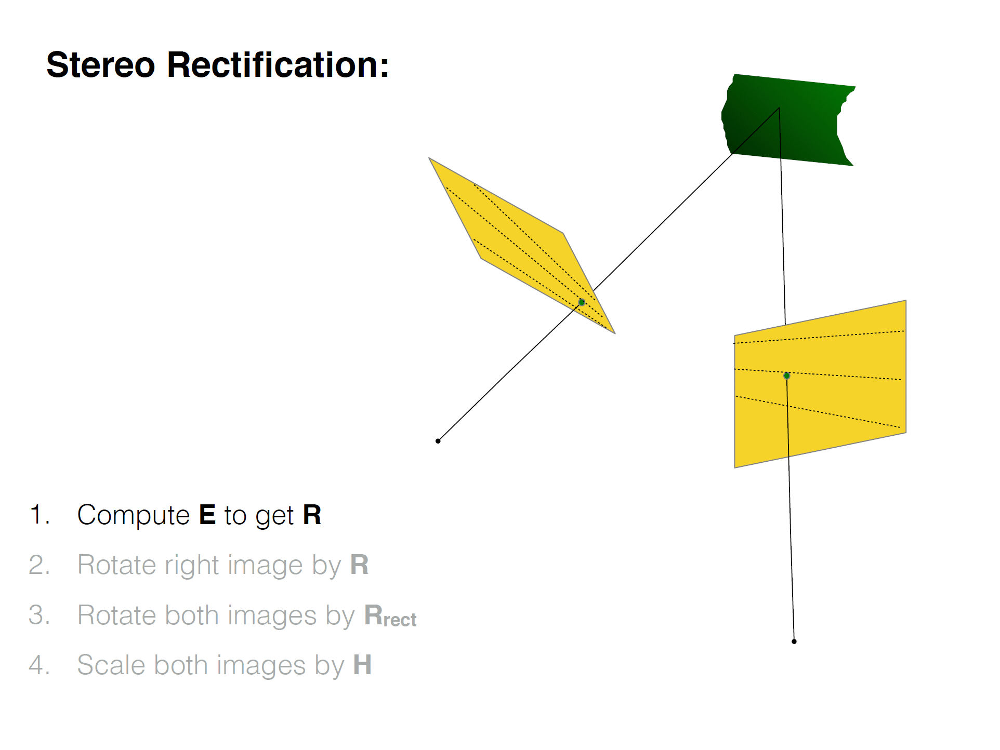 Stereo Rectification:
1. Compute E to get R
2. Rotate right image by R
3. Rotate both images by Rrect
4. Scale both images by H